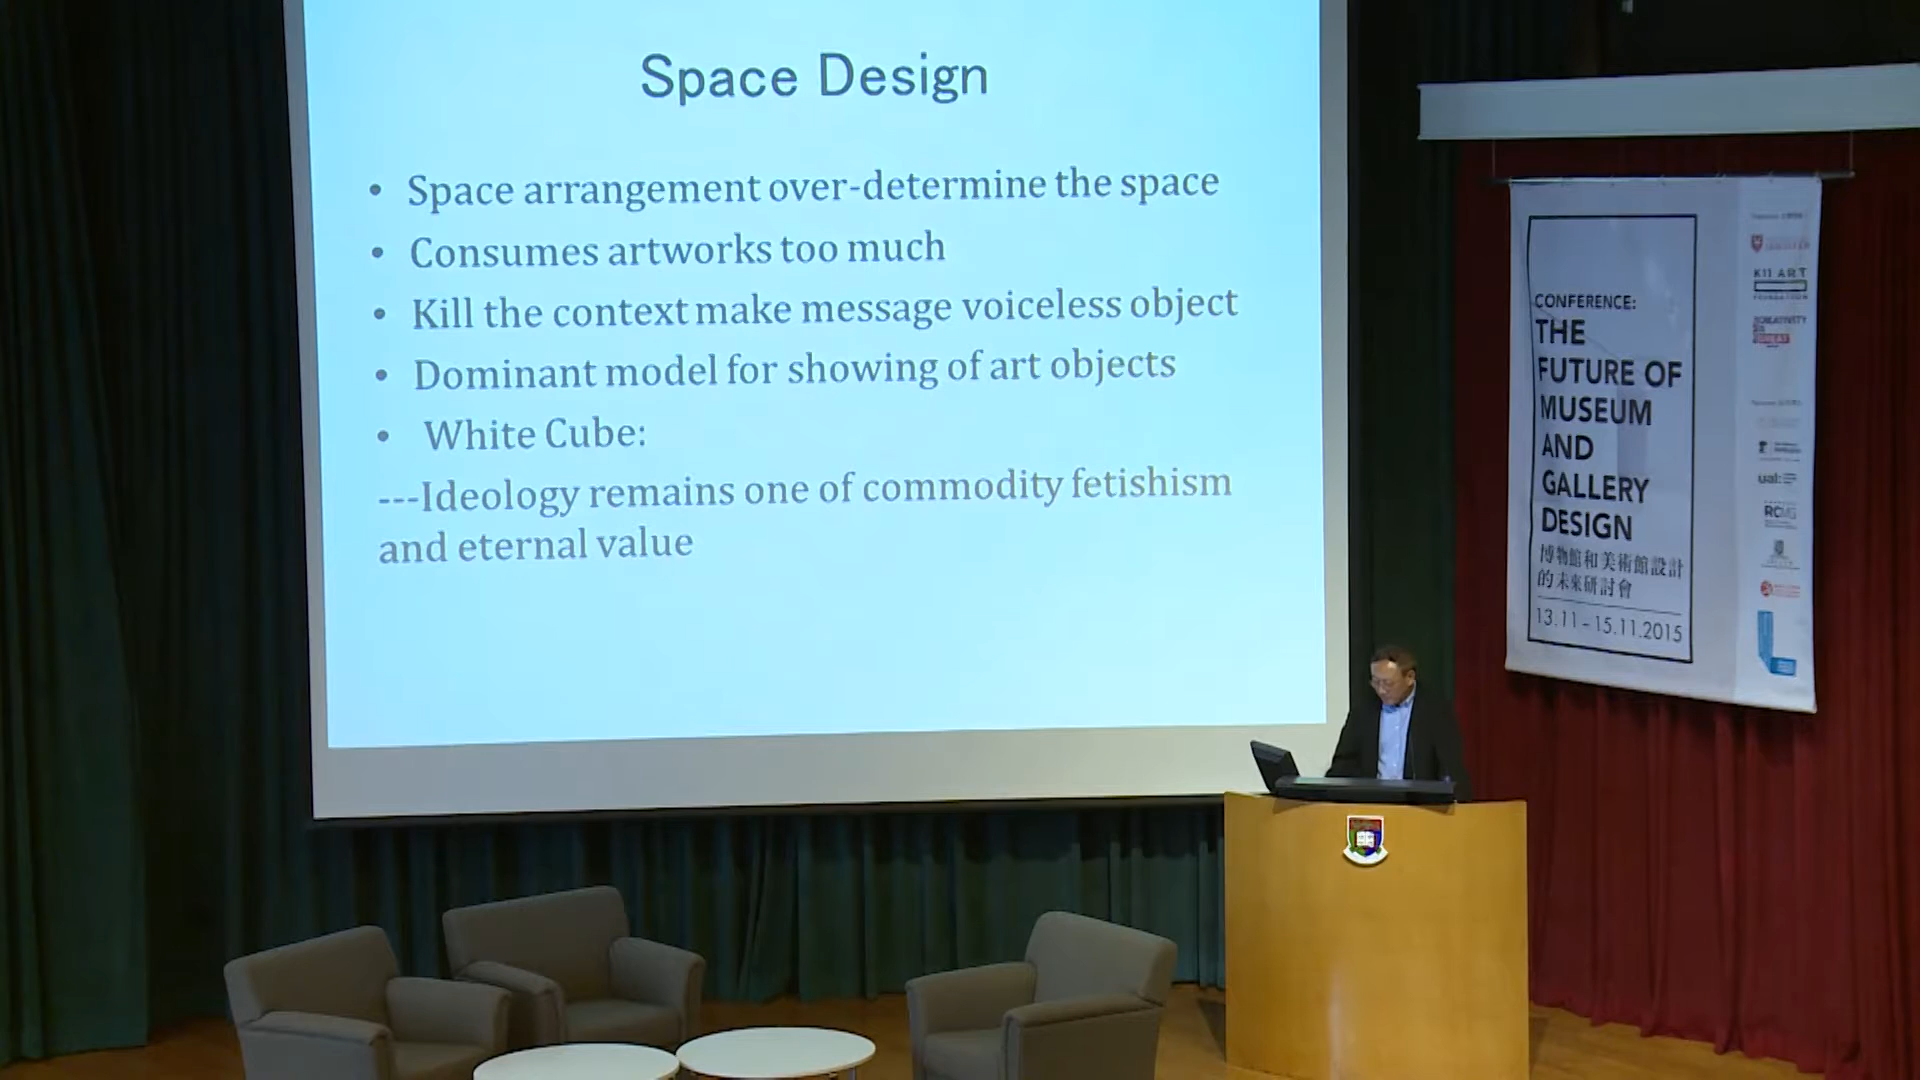 Space Design
• Space arrangement over-determine the space
• Consumes artworks too much
• Kill the context make message voiceless object
• Dominant model for showing of art objects
• White Cube:
---Ideology remains one of commodity fetishism
and eternal value
CONFERENCE:
THE
FUTURE OF
MUSEUM
AND
GALLERY
DESIGN
博物館和美術館設計
的未來研討會
13.11 – 15.11.2015
K11 ART
FOUNDATION
ual:
RCMG